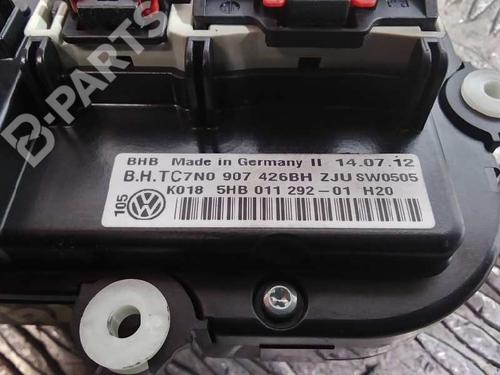 B-PARTS
BHB Made in Germany II 14.07.12
B.H.TC7N0 907 426BH ZJU SW0505
K018 5HB 011 292-01 H20
105